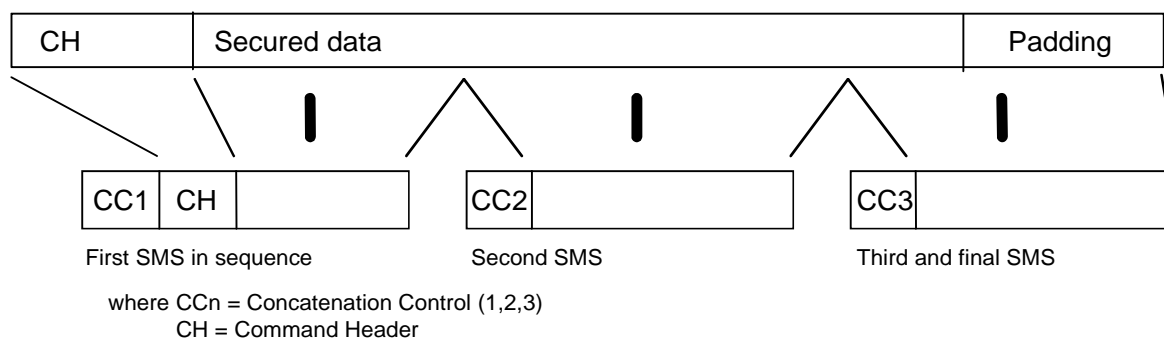 CH Secured data Padding
CC1 CH CC2 CC3
First SMS in sequence Second SMS Third and final SMS
where CCn = Concatenation Control (1,2,3)
CH = Command Header